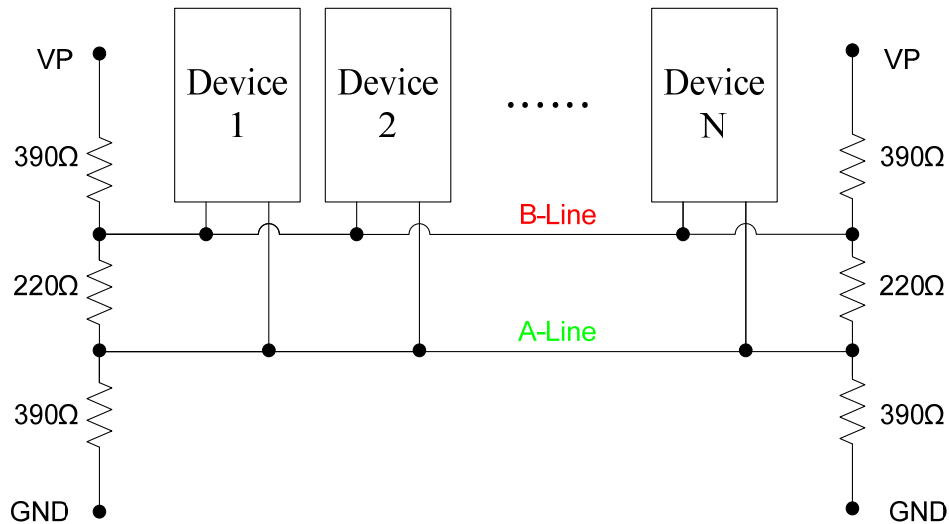 VP
Device
1
Device
2
......
Device
N
VP
390Ω
390Ω
B-Line
220Ω
220Ω
A-Line
390Ω
390Ω
GND
GND